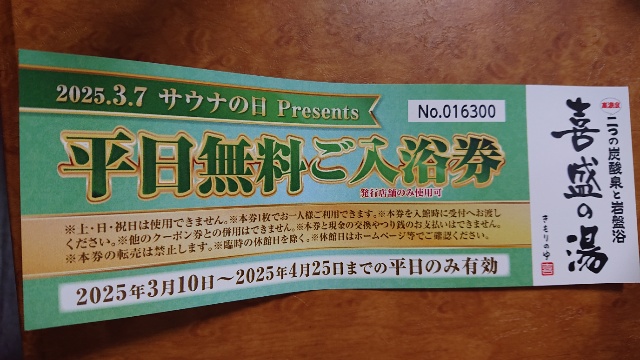 2025.3.7 サウナの日 Presents
No.016300
平日無料ご入浴券
発行店舗のみ使用可
※土・日・祝日は使用できません。※本券1枚でお一人様ご利用できます。※本券を入館時に受付へお渡し
ください。※他のクーポン券との併用はできません。※本券と現金の交換やつり銭のお支払いはできません。
※本券の転売は禁止します。※臨時の休館日を除く。※休館日はホームページ等でご確認ください。
2025年3月10日～2025年4月25日までの平日のみ有効
高濃度
二つの炭酸泉と岩盤浴
喜盛の湯
きもりのゆ